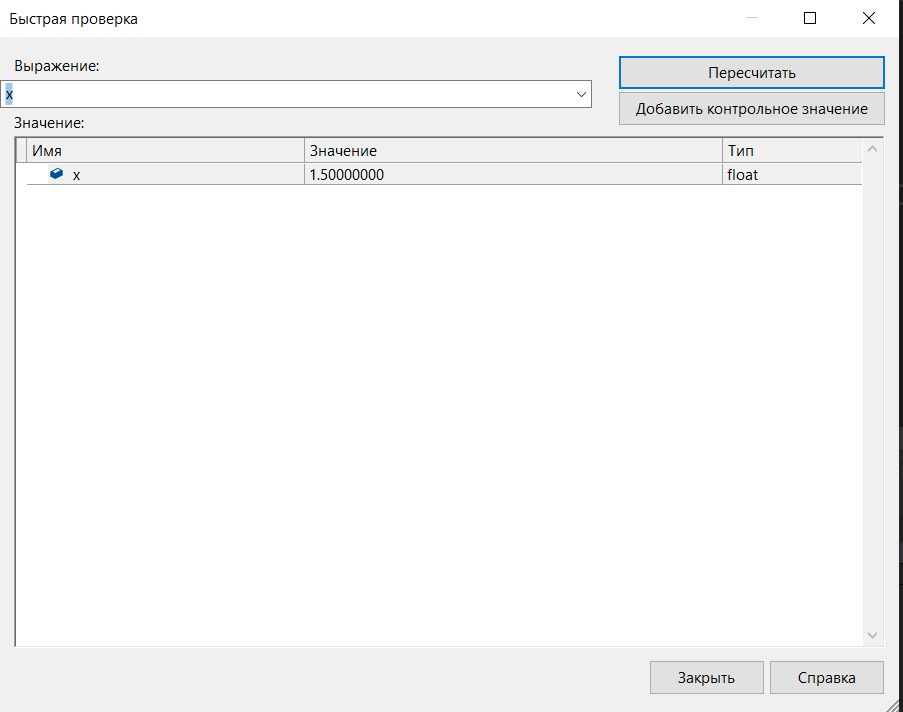 Быстрая проверка
Выражение:
x
Пересчитать
Добавить контрольное значение
Значение:
Имя Значение Тип
x 1.50000000 float
Закрыть Справка